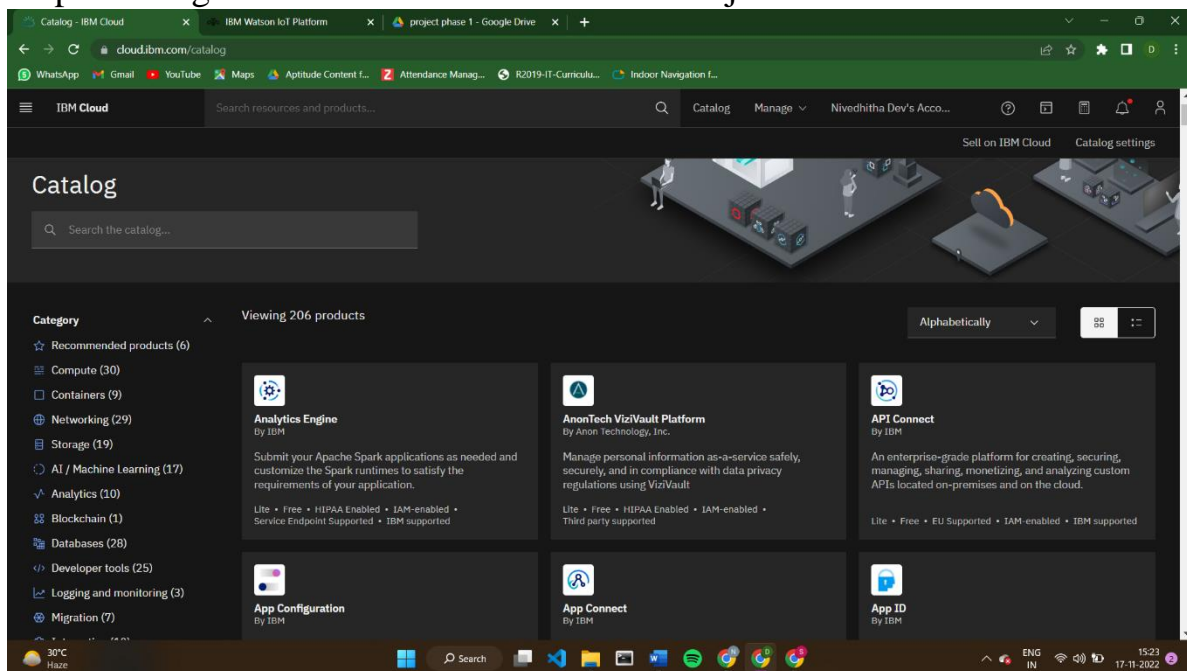 Catalog - IBM Cloud
IBM Watson IoT Platform
project phase 1 - Google Drive
cloud.ibm.com/catalog
D
WhatsApp
Gmail
YouTube
Maps
Aptitude Content f...
Attendance Manag...
R2019-IT-Curriculu...
Indoor Navigation f...
IBM Cloud
Search resources and products...
Catalog
Manage
Nivedhitha Dev's Acco...
Sell on IBM Cloud
Catalog settings
Catalog
Search the catalog...
Category
Recommended products (6)
Compute (30)
Containers (9)
Networking (29)
Storage (19)
AI / Machine Learning (17)
Analytics (10)
Blockchain (1)
Databases (28)
Developer tools (25)
Logging and monitoring (3)
Migration (7)
Viewing 206 products
Alphabetically
Analytics Engine
By IBM
Submit your Apache Spark applications as needed and
customize the Spark runtimes to satisfy the
requirements of your application.
Lite • Free • HIPAA Enabled • IAM-enabled •
Service Endpoint Supported • IBM supported
AnonTech ViziVault Platform
By Anon Technology, Inc.
Manage personal information as-a-service safely,
securely, and in compliance with data privacy
regulations using ViziVault
Lite • Free • HIPAA Enabled • IAM-enabled •
Third party supported
API Connect
By IBM
An enterprise-grade platform for creating, securing,
managing, sharing, monetizing, and analyzing custom
APIs located on-premises and on the cloud.
Lite • Free • EU Supported • IAM-enabled • IBM supported
App Configuration
By IBM
App Connect
By IBM
App ID
By IBM
30°C
Haze
Search
ENG
IN
15:23
17-11-2022
2